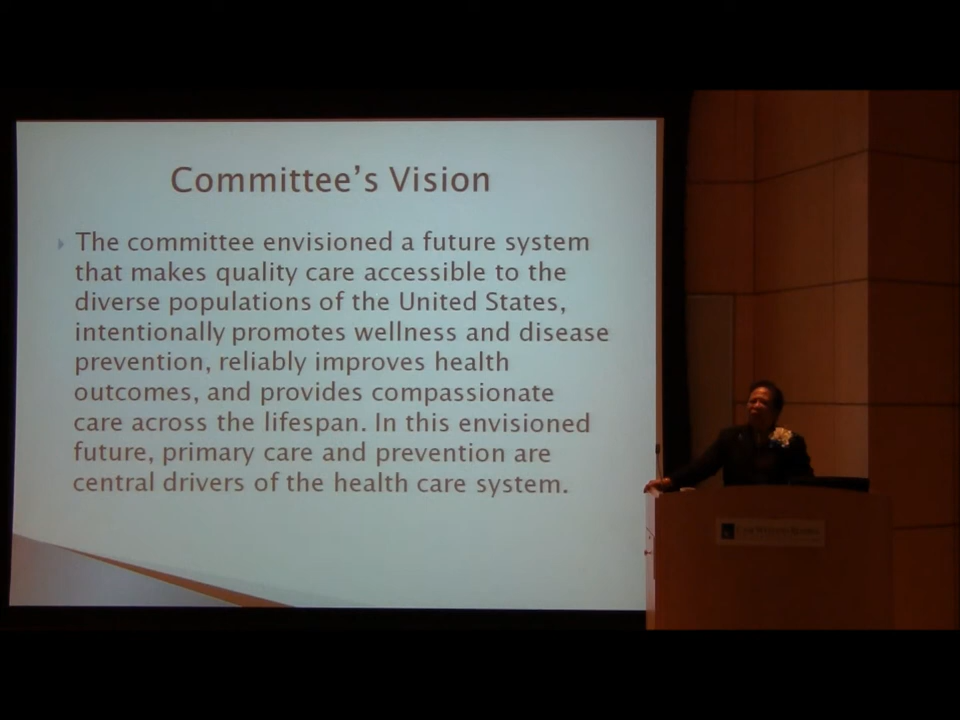 Committee's Vision
The committee envisioned a future system
that makes quality care accessible to the
diverse populations of the United States,
intentionally promotes wellness and disease
prevention, reliably improves health
outcomes, and provides compassionate
care across the lifespan. In this envisioned
future, primary care and prevention are
central drivers of the health care system.